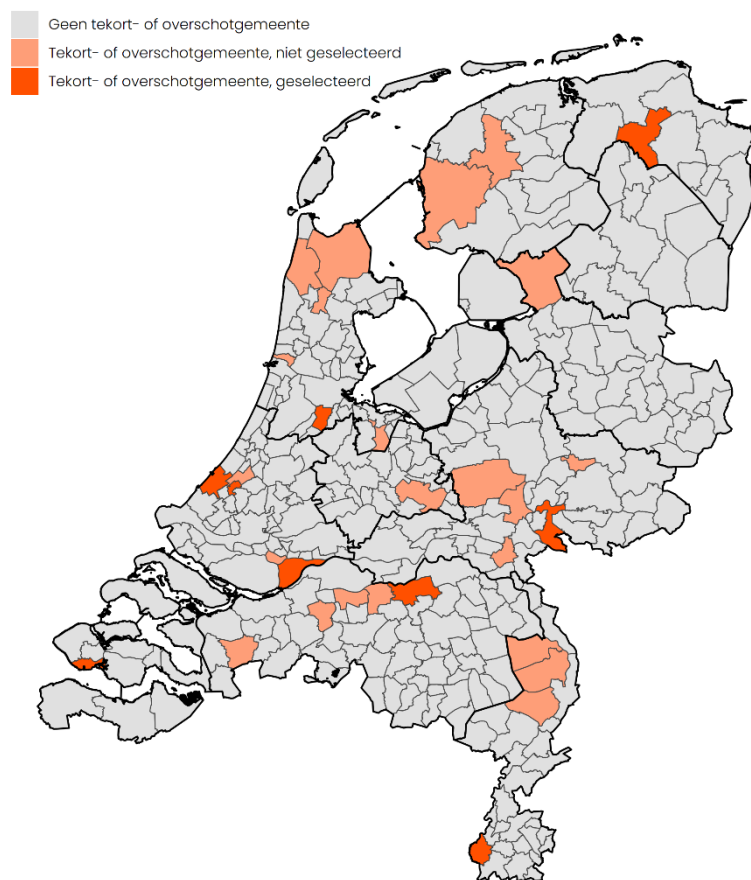 Geen tekort- of overschotgemeente
Tekort- of overschotgemeente, niet geselecteerd
Tekort- of overschotgemeente, geselecteerd